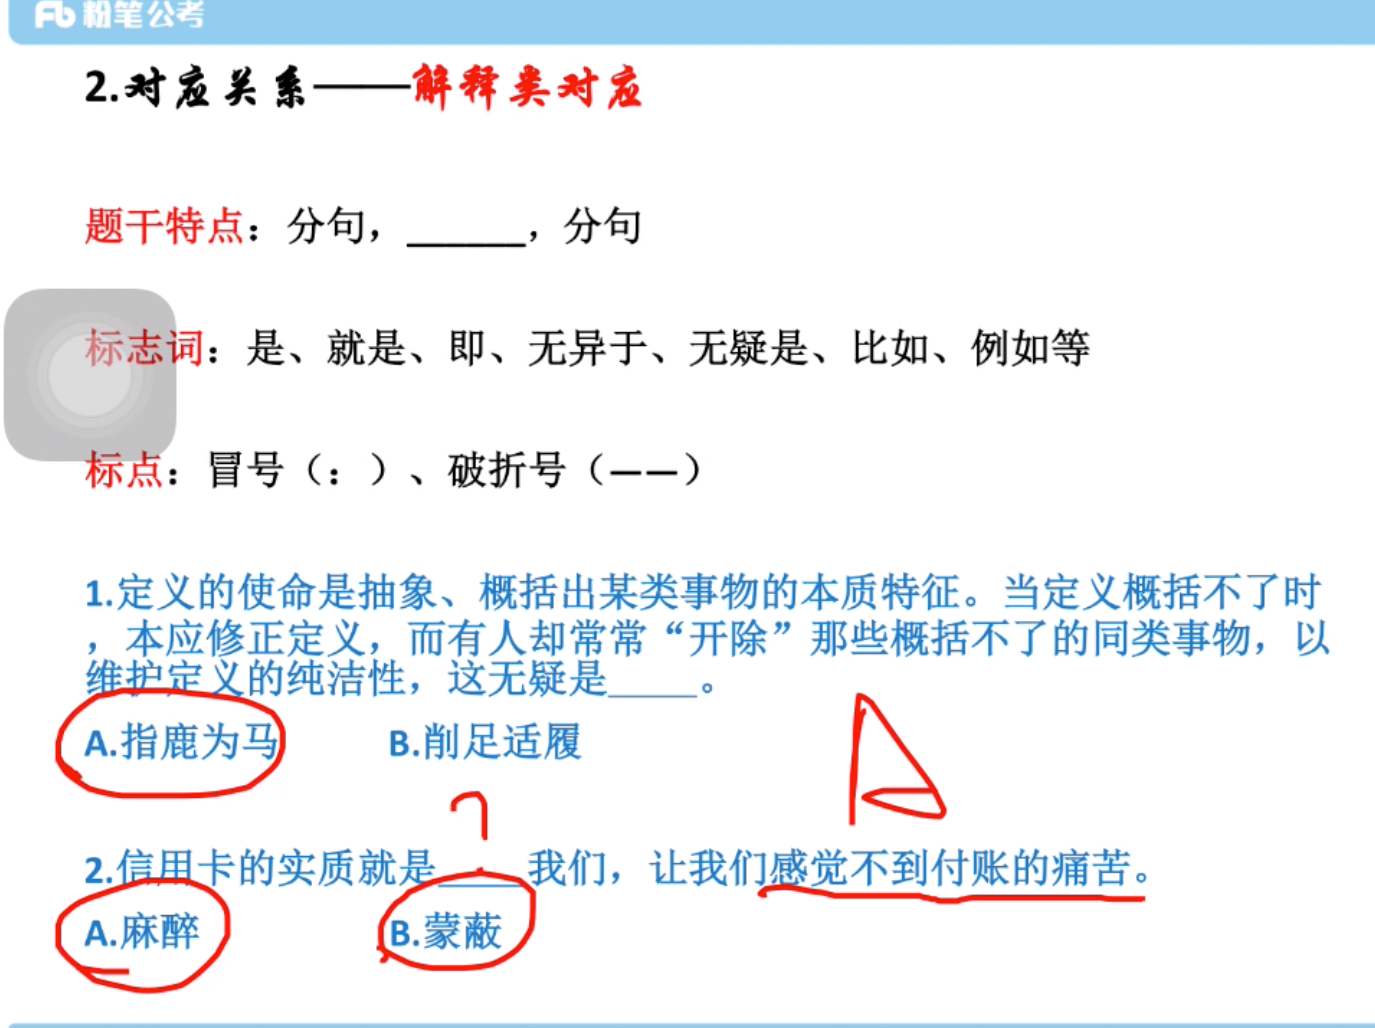 粉笔公考
2.对应关系——解释类对应
题干特点：分句，______，分句
标志词：是、就是、即、无异于、无疑是、比如、例如等
标点：冒号（：）、破折号（——）
1.定义的使命是抽象、概括出某类事物的本质特征。当定义概括不了时
，本应修正定义，而有人却常常“开除”那些概括不了的同类事物，以
维护定义的纯洁性，这无疑是_____。
A.指鹿为马 B.削足适履
A
?
2.信用卡的实质就是_____我们，让我们感觉不到付账的痛苦。
A.麻醉 B.蒙蔽